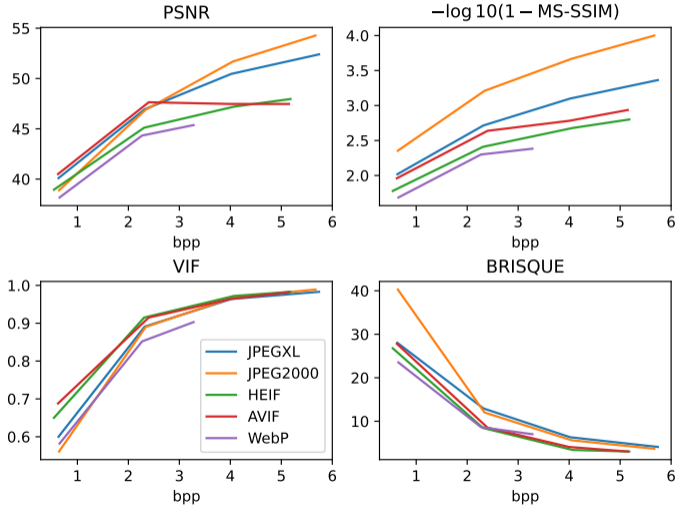 PSNR
55
50
45
40
1 2 3 4 5 6
bpp
−log 10(1 − MS-SSIM)
4.0
3.5
3.0
2.5
2.0
1 2 3 4 5 6
bpp
VIF
1.0
0.9
0.8
0.7
0.6
1 2 3 4 5 6
bpp
JPEGXL
JPEG2000
HEIF
AVIF
WebP
BRISQUE
40
30
20
10
1 2 3 4 5 6
bpp